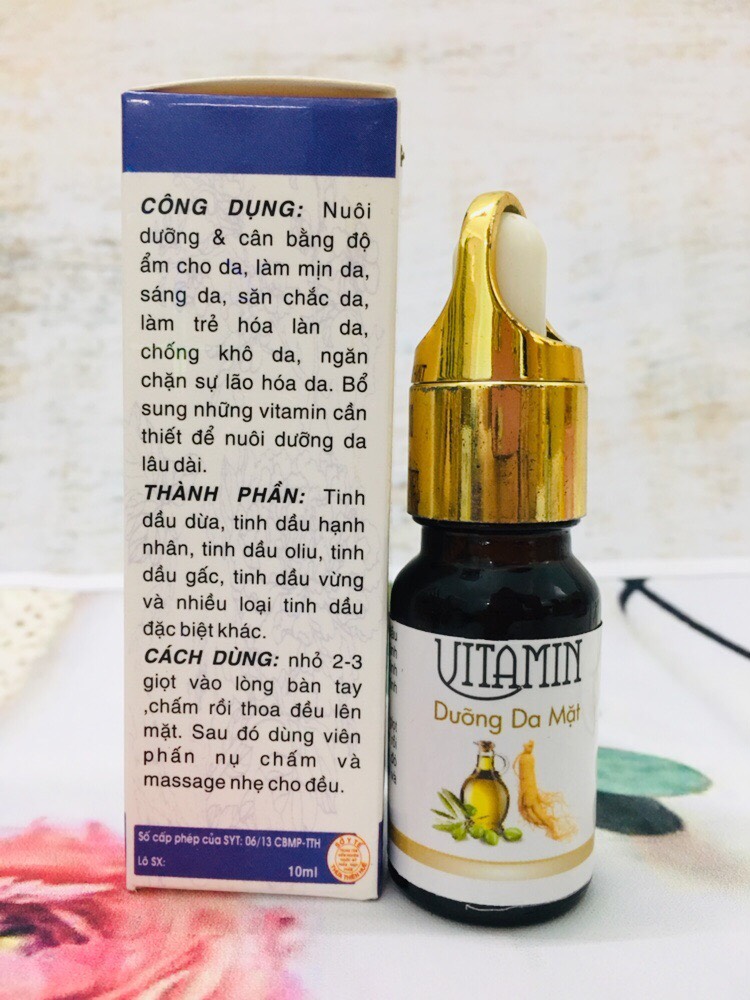 CÔNG DỤNG: Nuôi
dưỡng & cân bằng độ
ẩm cho da, làm mịn da,
sáng da, săn chắc da,
làm trẻ hóa làn da,
chống khô da, ngăn
chặn sự lão hóa da. Bổ
sung những vitamin cần
thiết để nuôi dưỡng da
lâu dài.
THÀNH PHẦN: Tinh
dầu dừa, tinh dầu hạnh
nhân, tinh dầu oliu, tinh
dầu gấc, tinh dầu vừng
và nhiều loại tinh dầu
đặc biệt khác.
CÁCH DÙNG: nhỏ 2-3
giọt vào lòng bàn tay
,chấm rồi thoa đều lên
mặt. Sau đó dùng viên
phấn nụ chấm và
massage nhẹ cho đều.
Số cấp phép của SYT: 06/13 CBMP-TTH
Lô SX:
10ml
SỞ Y TẾ
THỪA THIÊN HUẾ
VITAMIN
Dưỡng Da Mặt